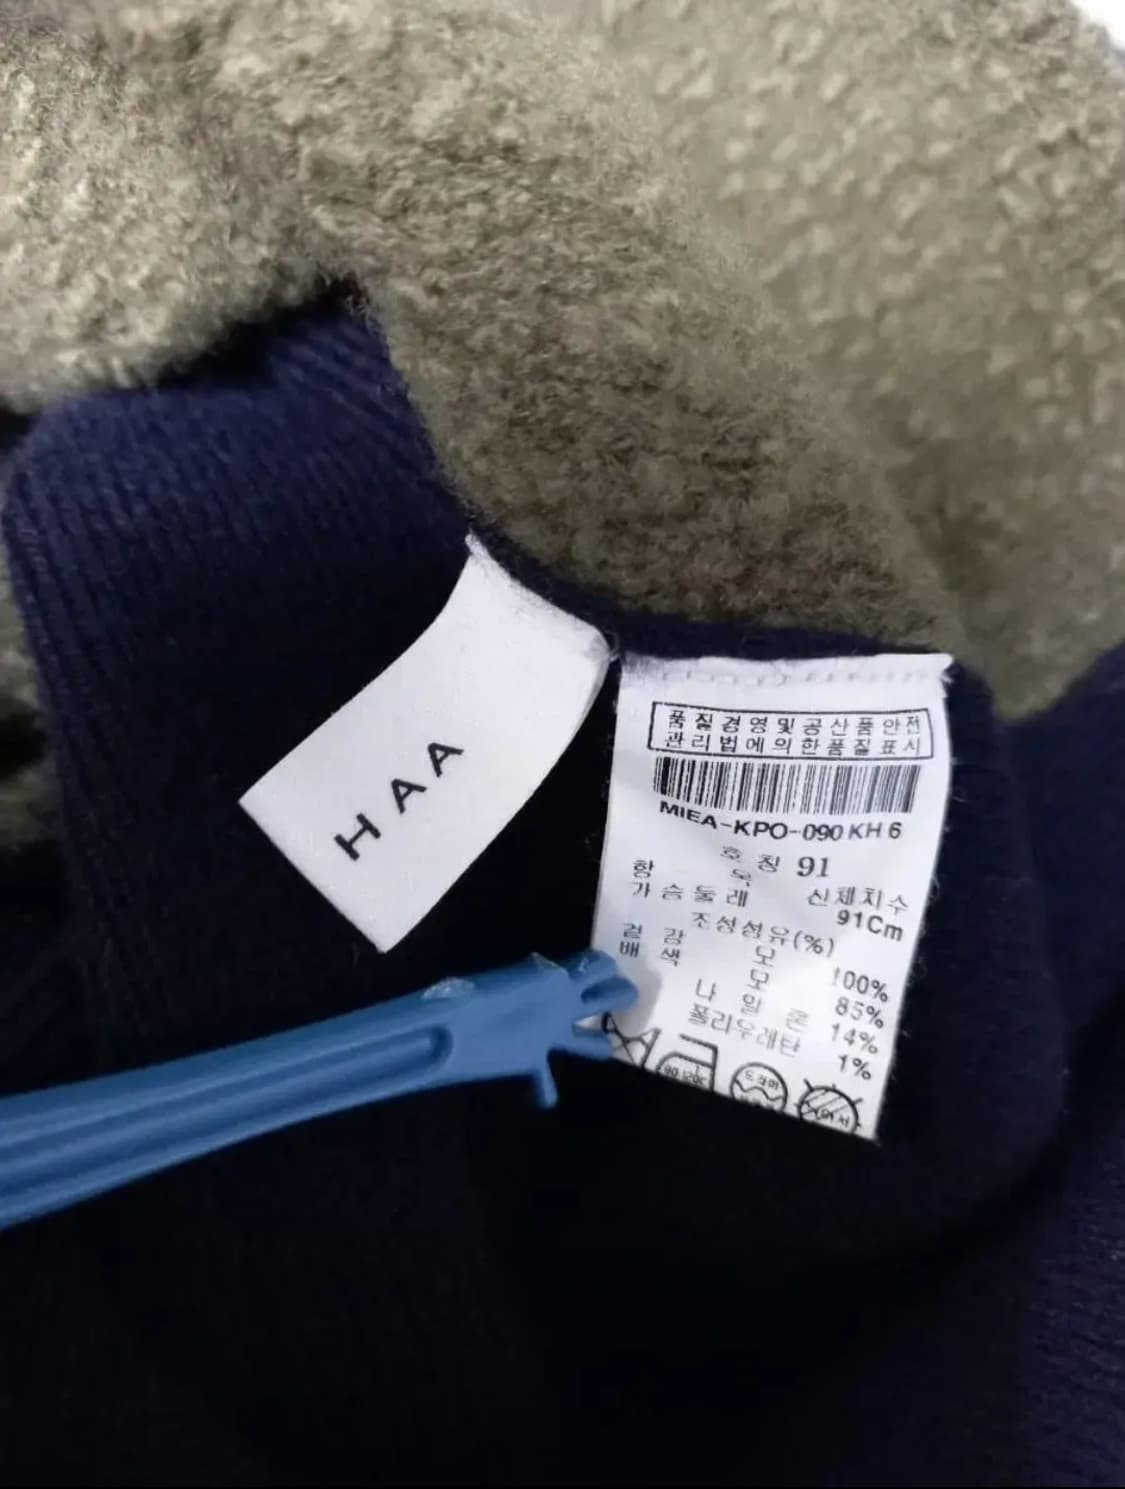 HAA
품질경영및공산품안전
관리법에의한품질표시
MIEA-KPO-090 KH 6
호칭 91
항목 신체치수
가슴둘레 91Cm
조성섬유(%)
겉감 모 100%
배색 모 85%
나일론 14%
폴리우레탄 1%
드라이